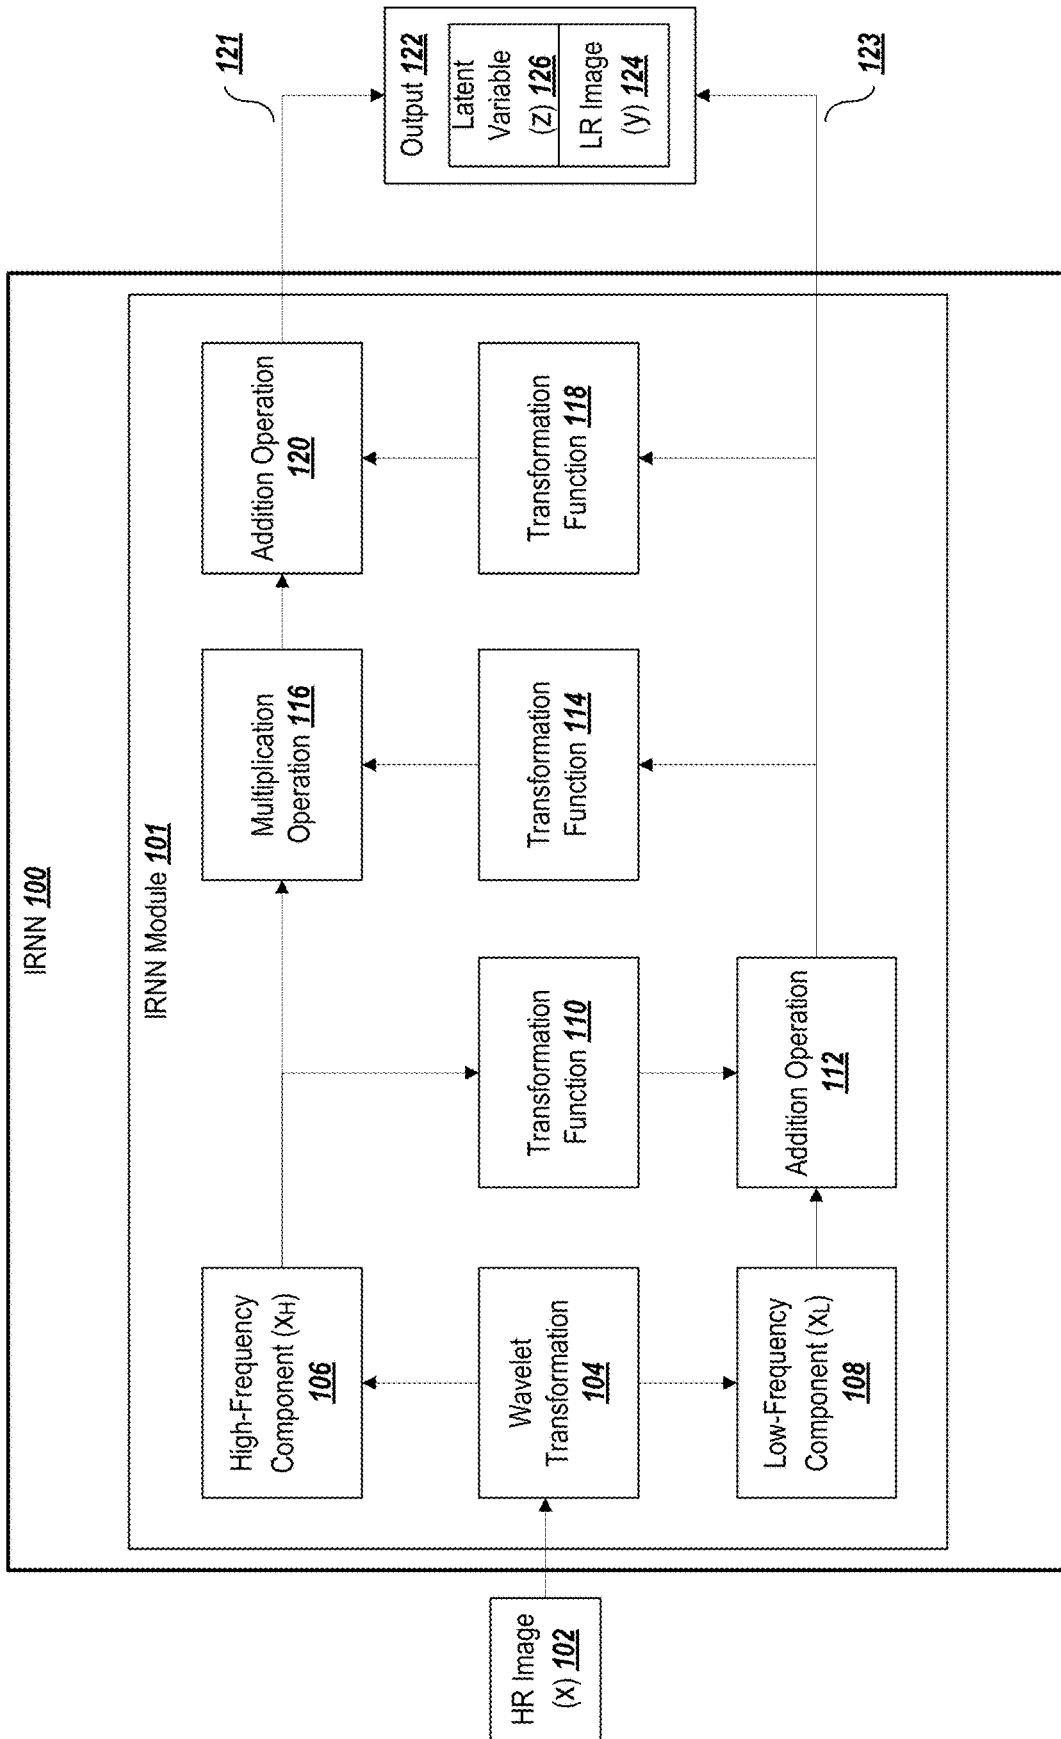 IRNN 100
IRNN Module 101
HR Image
(x) 102
High-Frequency
Component (xH)
106
Wavelet
Transformation
104
Low-Frequency
Component (xL)
108
Transformation
Function 110
Addition Operation
112
Multiplication
Operation 116
Transformation
Function 114
Addition Operation
120
Transformation
Function 118
121
Output 122
Latent
Variable
(z) 126
LR Image
(y) 124
123